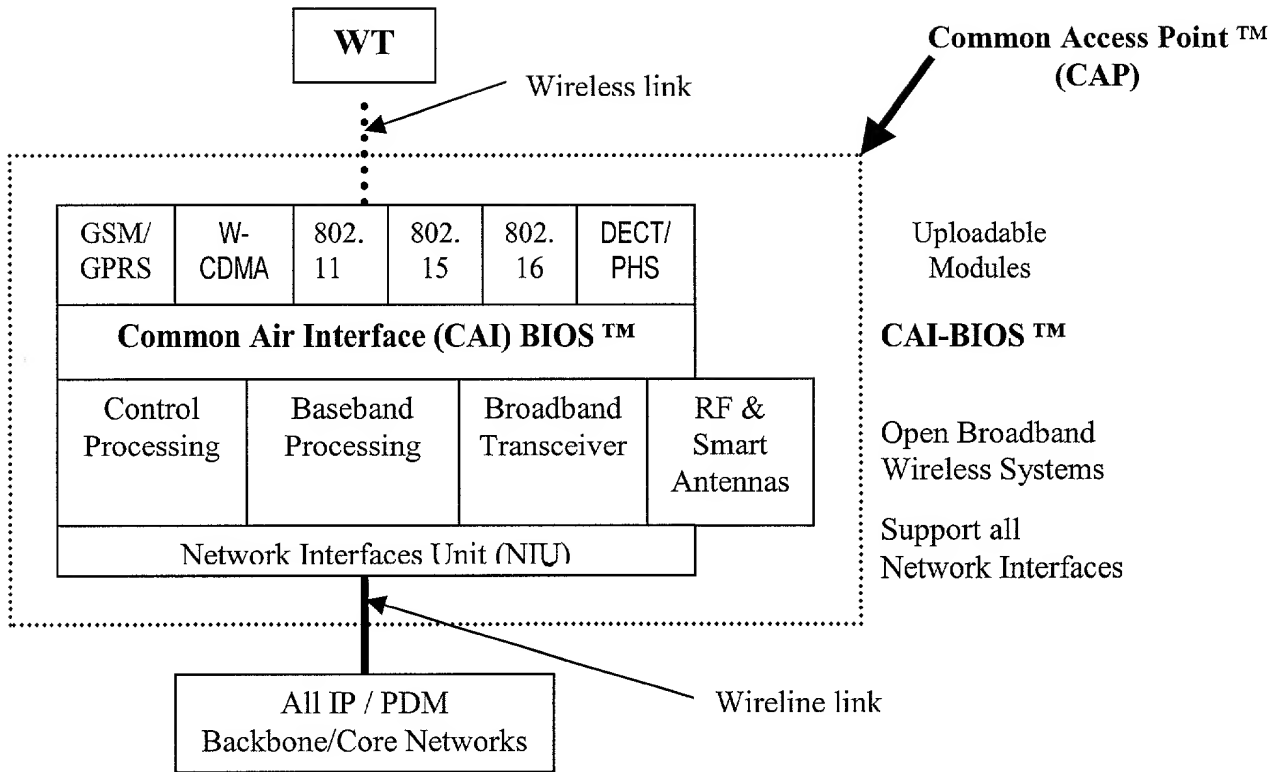 WT
Common Access Point ™
(CAP)
Wireless link
GSM/
GPRS
W-
CDMA
802.
11
802.
15
802.
16
DECT/
PHS
Uploadable
Modules
Common Air Interface (CAI) BIOS ™
CAI-BIOS ™
Control
Processing
Baseband
Processing
Broadband
Transceiver
RF &
Smart
Antennas
Open Broadband
Wireless Systems
Network Interfaces Unit (NIU)
Support all
Network Interfaces
All IP / PDM
Backbone/Core Networks
Wireline link